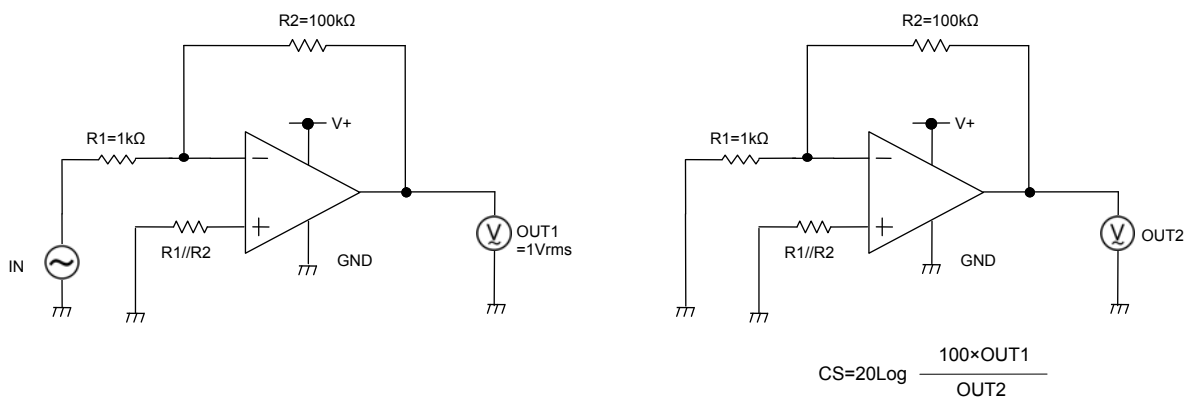 R2=100kΩ
V+
R1=1kΩ
−
+
R1//R2
IN
GND
V
OUT1
=1Vrms
R2=100kΩ
V+
R1=1kΩ
−
+
R1//R2
GND
V
OUT2
CS=20Log 100×OUT1
OUT2